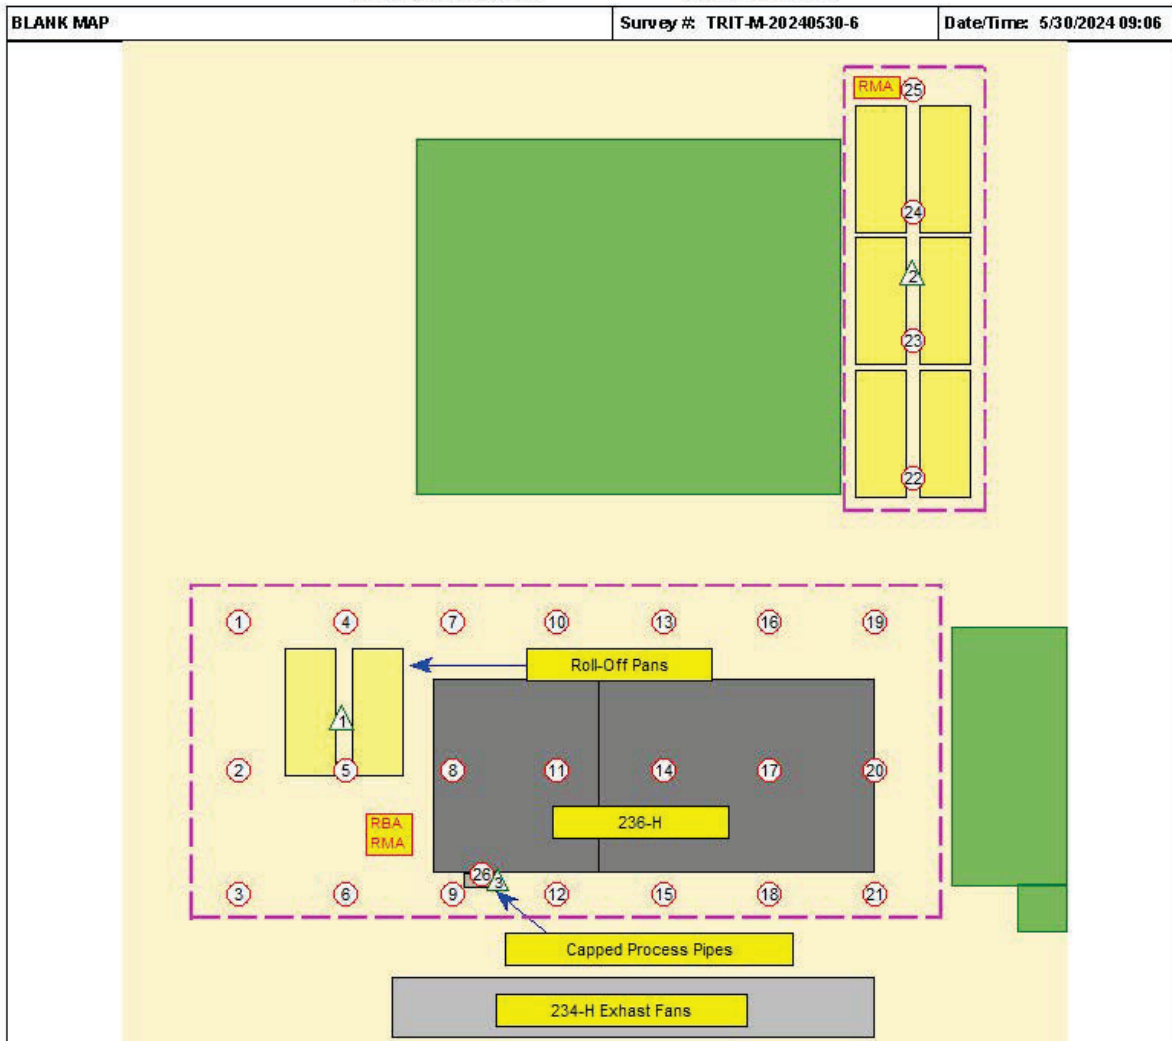 BLANK MAP
Survey #: TRIT-M-20240530-6
Date/Time: 5/30/2024 09:06
RMA
25
24
2
23
22
1
4
7
10
13
16
19
Roll-Off Pans
1
2
5
8
11
14
17
20
RBA
RMA
236-H
26
3
3
6
9
12
15
18
21
Capped Process Pipes
234-H Exhast Fans